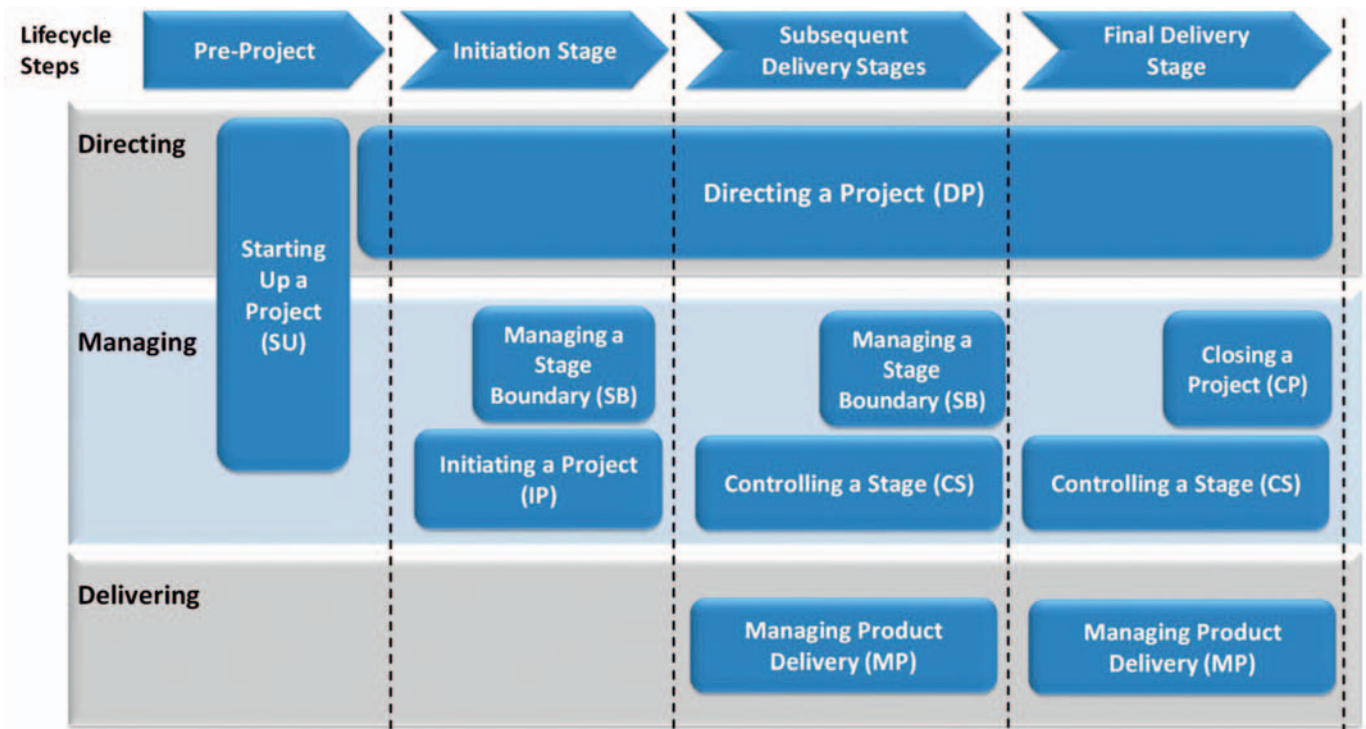 Lifecycle
Steps
Pre-Project
Initiation Stage
Subsequent
Delivery Stages
Final Delivery
Stage
Directing
Directing a Project (DP)
Starting
Up a
Project
(SU)
Managing
Managing a
Stage
Boundary (SB)
Managing a
Stage
Boundary (SB)
Closing a
Project (CP)
Initiating a Project
(IP)
Controlling a Stage (CS)
Controlling a Stage (CS)
Delivering
Managing Product
Delivery (MP)
Managing Product
Delivery (MP)